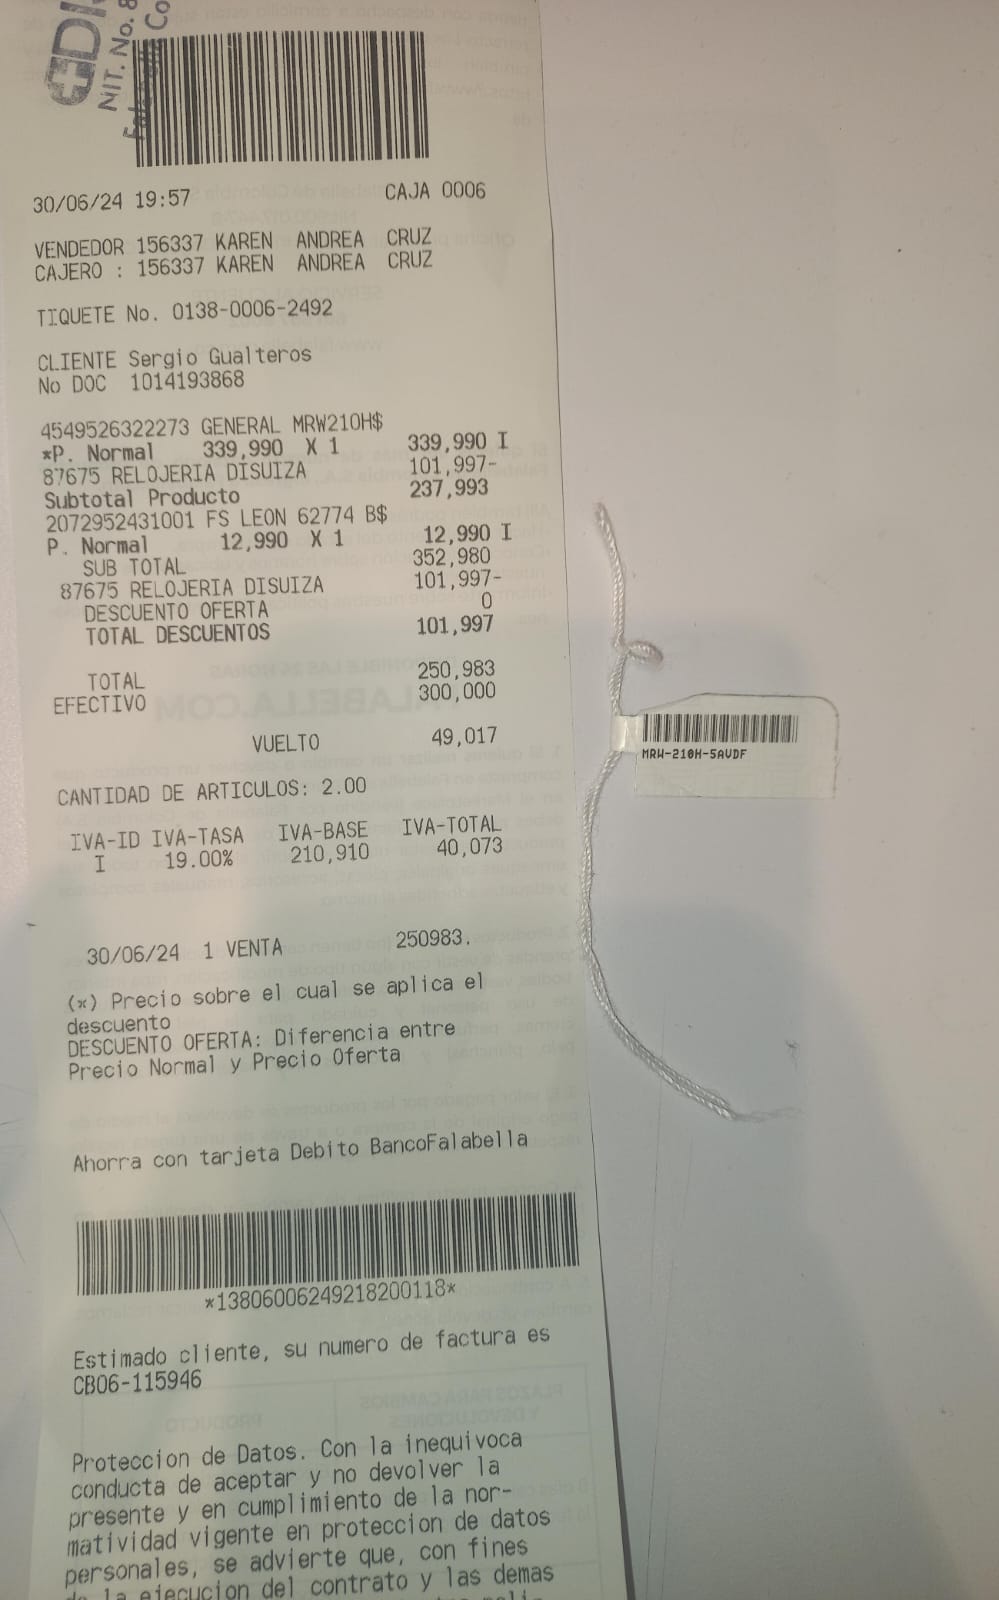 NIT. No. 8
30/06/24 19:57 CAJA 0006
VENDEDOR 156337 KAREN ANDREA CRUZ
CAJERO : 156337 KAREN ANDREA CRUZ
TIQUETE No. 0138-0006-2492
CLIENTE Sergio Gualteros
No DOC 1014193868
4549526322273 GENERAL MRW210H$
*P. Normal 339,990 X 1 339,990 I
87675 RELOJERIA DISUIZA 101,997-
Subtotal Producto 237,993
2072952431001 FS LEON 62774 B$
P. Normal 12,990 X 1 12,990 I
SUB TOTAL 352,980
87675 RELOJERIA DISUIZA 101,997-
DESCUENTO OFERTA 0
TOTAL DESCUENTOS 101,997
TOTAL 250,983
EFECTIVO 300,000
VUELTO 49,017
CANTIDAD DE ARTICULOS: 2.00
IVA-ID IVA-TASA IVA-BASE IVA-TOTAL
I 19.00% 210,910 40,073
30/06/24 1 VENTA 250983.
(*) Precio sobre el cual se aplica el
descuento
DESCUENTO OFERTA: Diferencia entre
Precio Normal y Precio Oferta
Ahorra con tarjeta Debito BancoFalabella
*13806006249218200118*
Estimado cliente, su numero de factura es
CB06-115946
Proteccion de Datos. Con la inequivoca
conducta de aceptar y no devolver la
presente y en cumplimiento de la nor-
matividad vigente en proteccion de datos
personales, se advierte que, con fines
de la ejecucion del contrato y las demas
MRW-210H-5AVDF